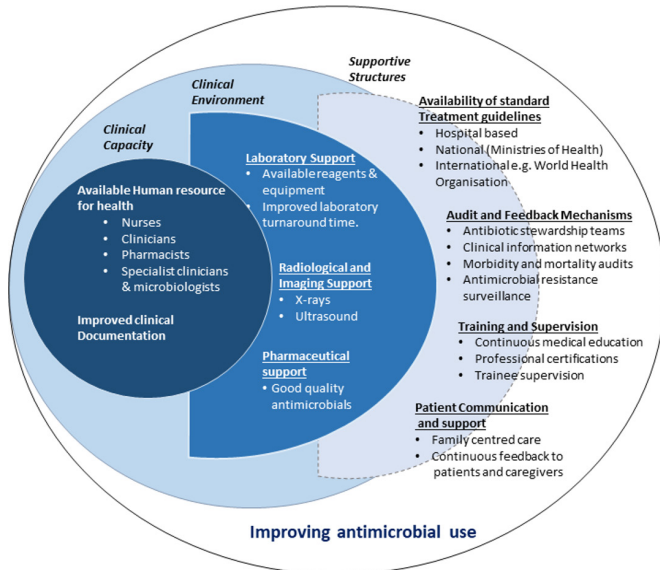 Supportive
Structures
Clinical
Environment
Clinical
Capacity
Available Human resource
for health
• Nurses
• Clinicians
• Pharmacists
• Specialist clinicians
& microbiologists
Improved clinical
Documentation
Laboratory Support
• Available reagents &
equipment
• Improved laboratory
turnaround time.
Radiological and
Imaging Support
• X-rays
• Ultrasound
Pharmaceutical
support
• Good quality
antimicrobials
Availability of standard
Treatment guidelines
• Hospital based
• National (Ministries of Health)
• International e.g. World Health
Organisation
Audit and Feedback Mechanisms
• Antibiotic stewardship teams
• Clinical information networks
• Morbidity and mortality audits
• Antimicrobial resistance
surveillance
Training and Supervision
• Continuous medical education
• Professional certifications
• Trainee supervision
Patient Communication
and support
• Family centred care
• Continuous feedback to
patients and caregivers
Improving antimicrobial use